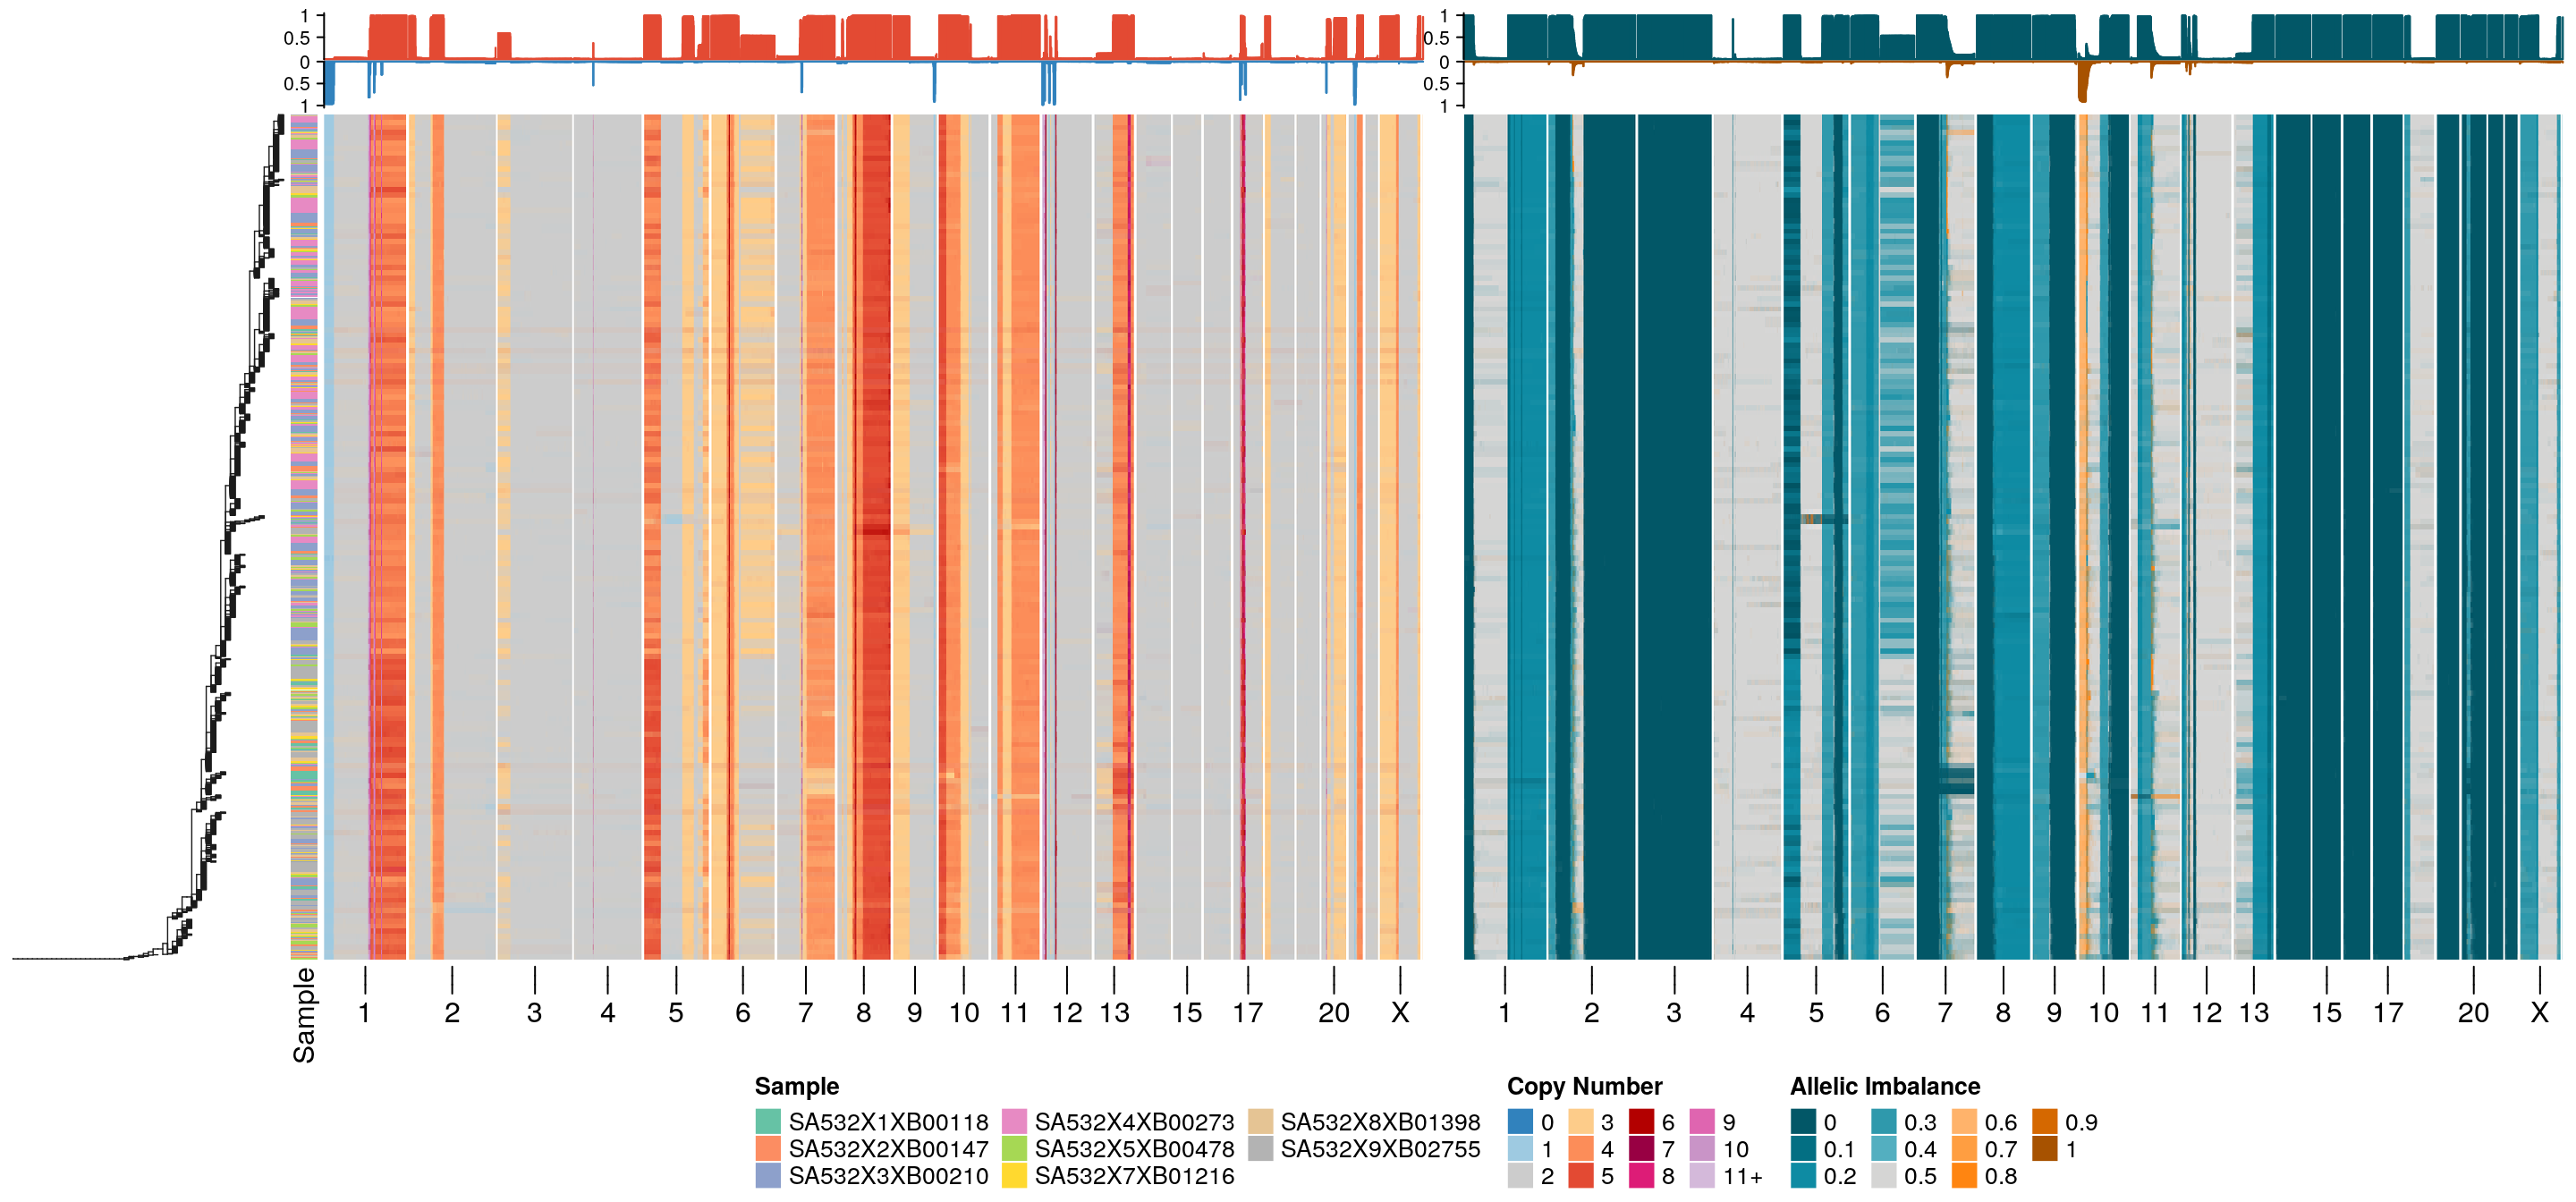 1 1
0.5 0.5
0 0
0.5 0.5
1 1
Sample
1 2 3 4 5 6 7 8 9 10 11 12 13 15 17 20 X
1 2 3 4 5 6 7 8 9 10 11 12 13 15 17 20 X
Sample
SA532X1XB00118
SA532X2XB00147
SA532X3XB00210
SA532X4XB00273
SA532X5XB00478
SA532X7XB01216
SA532X8XB01398
SA532X9XB02755
Copy Number
0 3 6 9
1 4 7 10
2 5 8 11+
Allelic Imbalance
0 0.3 0.6 0.9
0.1 0.4 0.7 1
0.2 0.5 0.8